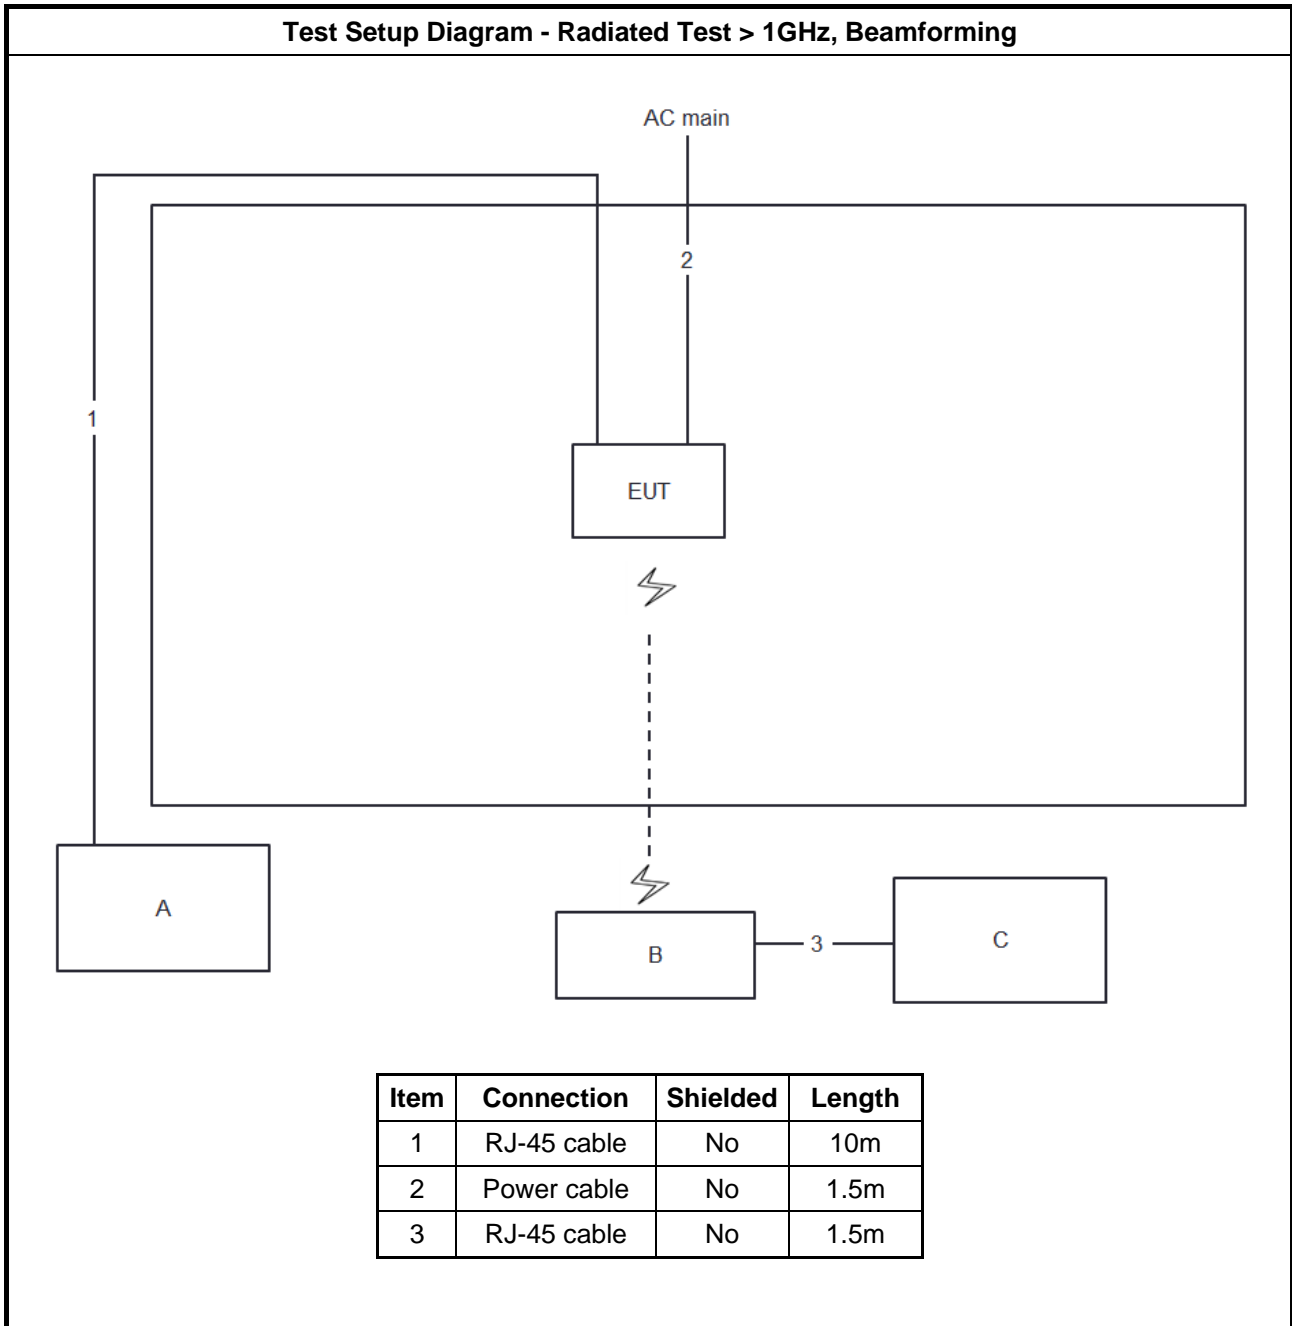 Test Setup Diagram - Radiated Test > 1GHz, Beamforming
AC main
2
1
EUT
A
B
3
C
Item Connection Shielded Length
1 RJ-45 cable No 10m
2 Power cable No 1.5m
3 RJ-45 cable No 1.5m